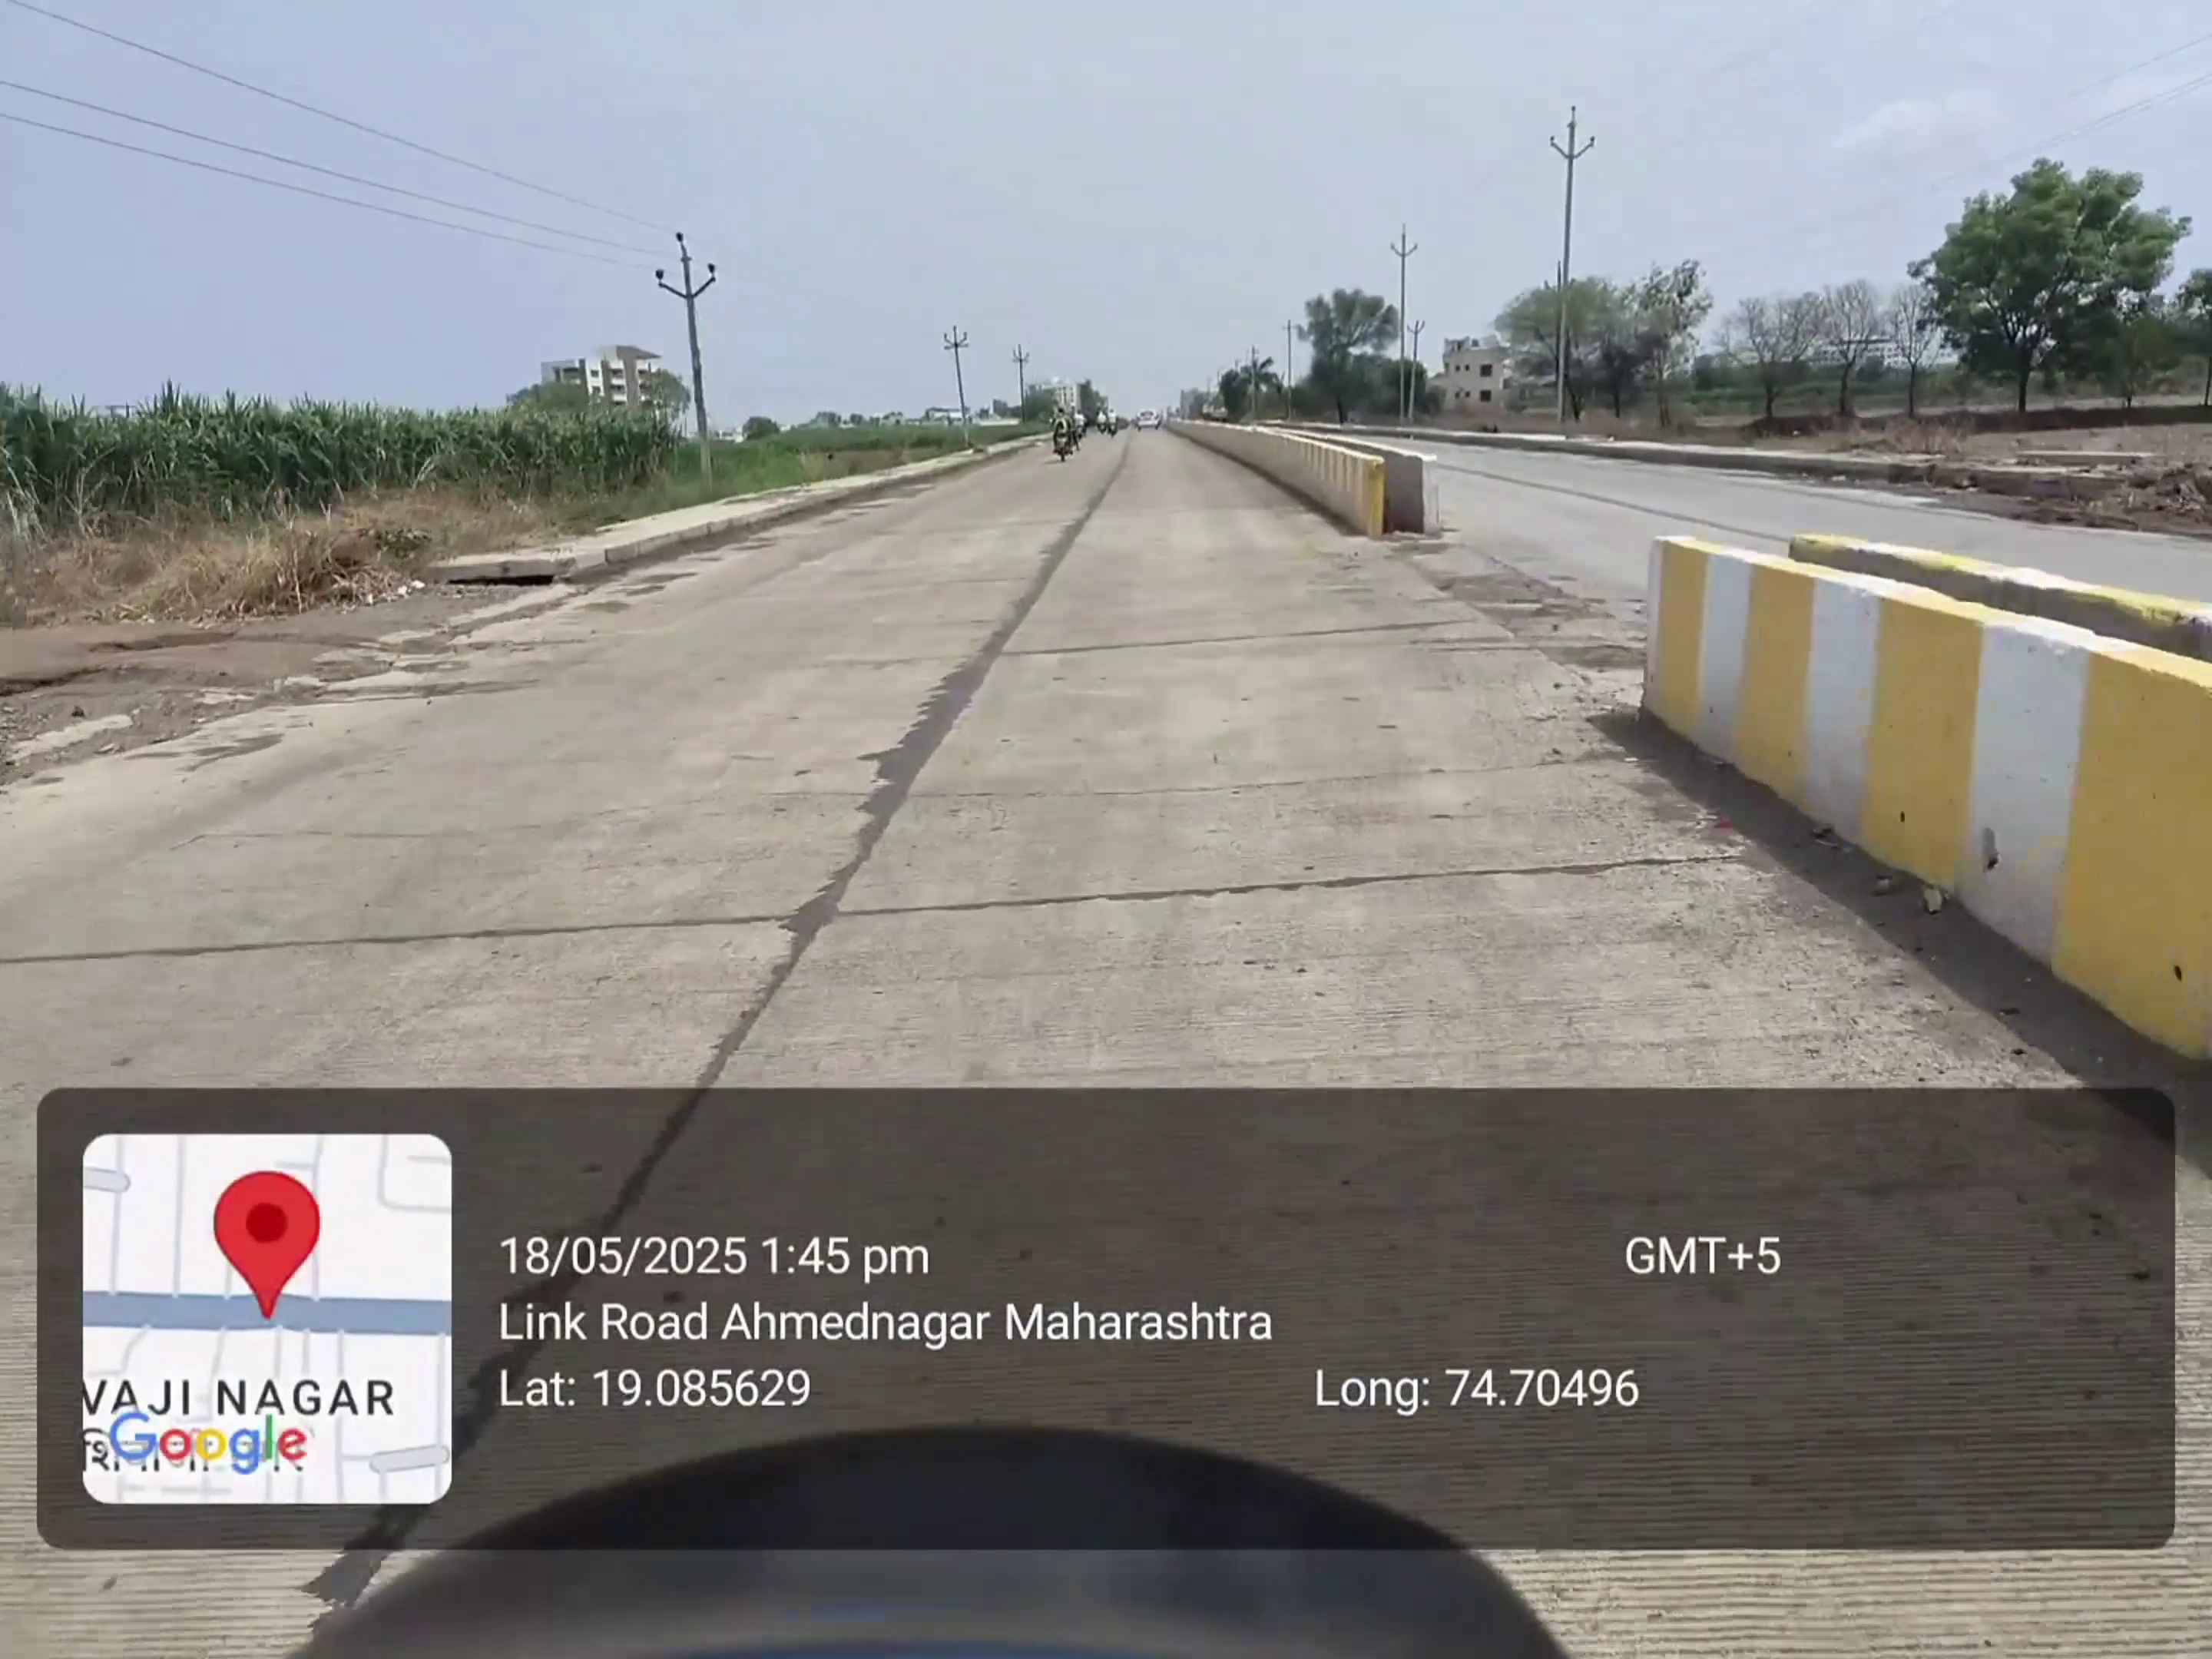 18/05/2025 1:45 pm GMT+5
Link Road Ahmednagar Maharashtra
Lat: 19.085629 Long: 74.70496
VAJI NAGAR
Google